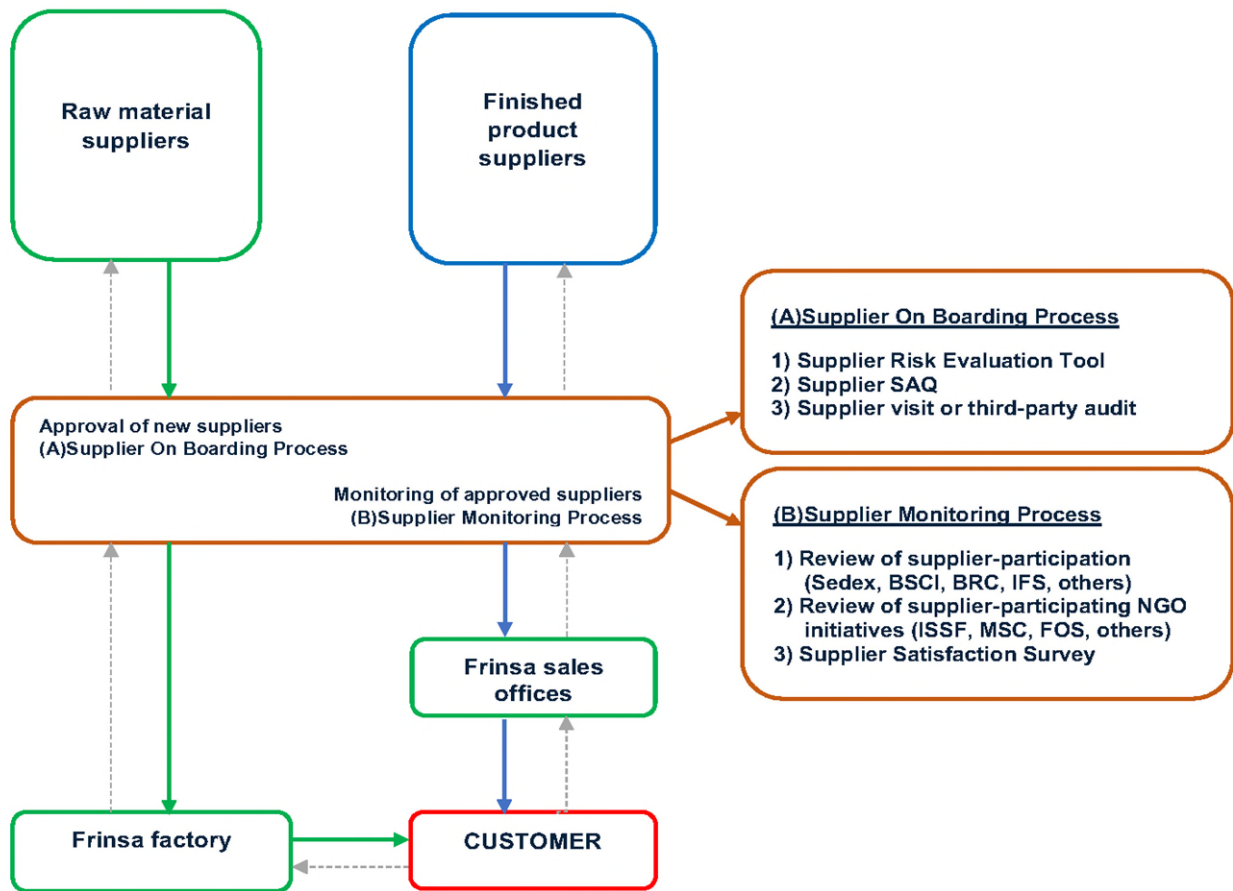 Raw material
suppliers
Finished
product
suppliers
(A)Supplier On Boarding Process
1) Supplier Risk Evaluation Tool
2) Supplier SAQ
3) Supplier visit or third-party audit
Approval of new suppliers
(A)Supplier On Boarding Process
Monitoring of approved suppliers
(B)Supplier Monitoring Process
(B)Supplier Monitoring Process
1) Review of supplier-participation
(Sedex, BSCI, BRC, IFS, others)
2) Review of supplier-participating NGO
initiatives (ISSF, MSC, FOS, others)
3) Supplier Satisfaction Survey
Frinsa sales
offices
Frinsa factory
CUSTOMER